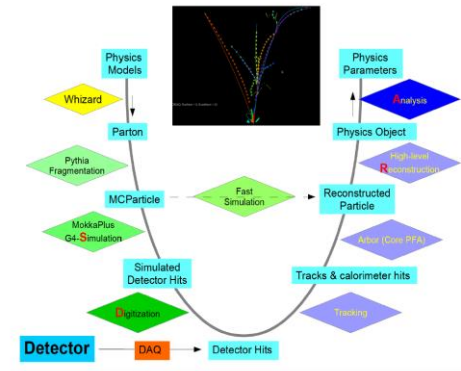 Physics
Models
Physics
Parameters
Whizard
Analysis
Parton
Physics Object
Pythia
Fragmentation
High-level
Reconstruction
MCParticle
Fast
Simulation
Reconstructed
Particle
MokkaPlus
G4-Simulation
Arbor (Core PFA)
Simulated
Detector Hits
Tracks & calorimeter hits
Digitization
Tracking
Detector
DAQ
Detector Hits